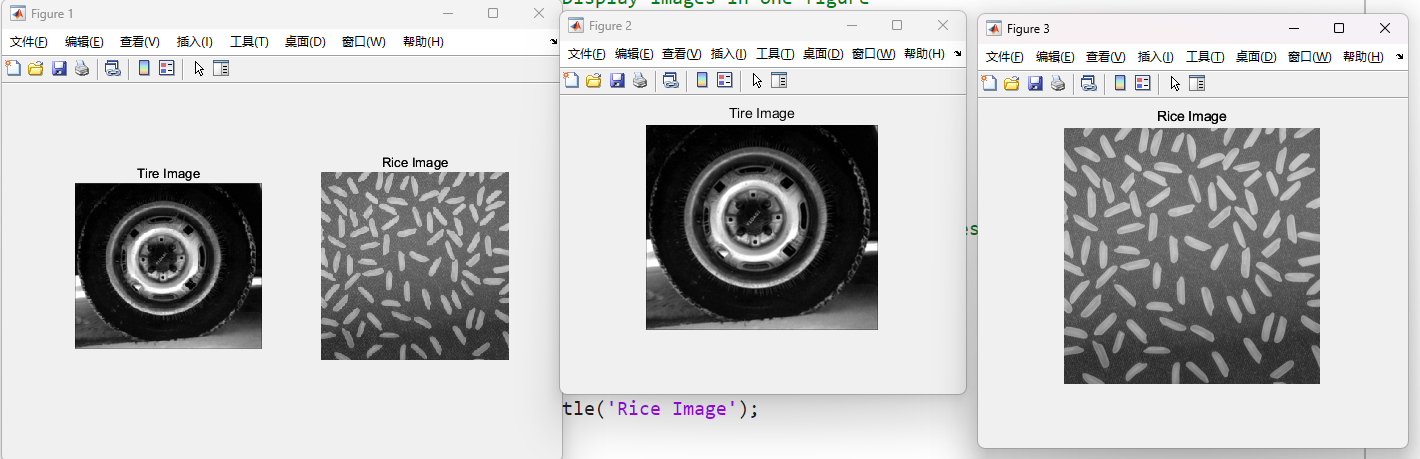 Display images in one figure
Figure 1
文件(F) 编辑(E) 查看(V) 插入(I) 工具(T) 桌面(D) 窗口(W) 帮助(H)
Tire Image
Rice Image
Figure 2
文件(F) 编辑(E) 查看(V) 插入(I) 工具(T) 桌面(D) 窗口(W) 帮助(H)
Tire Image
Figure 3
文件(F) 编辑(E) 查看(V) 插入(I) 工具(T) 桌面(D) 窗口(W) 帮助(H)
Rice Image
es
tle('Rice Image');